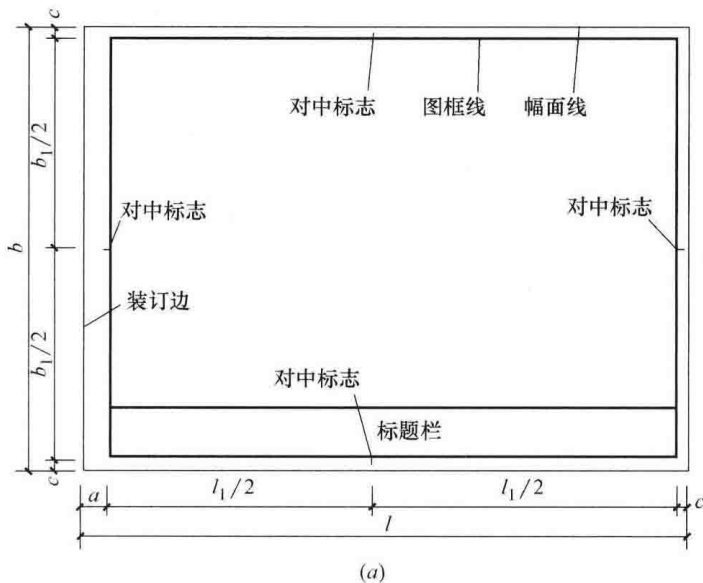 c
对中标志 图框线 幅面线
b₁/2
对中标志 对中标志
b
装订边
b₁/2
对中标志
标题栏
c
a l₁/2 l₁/2 c
l
(a)